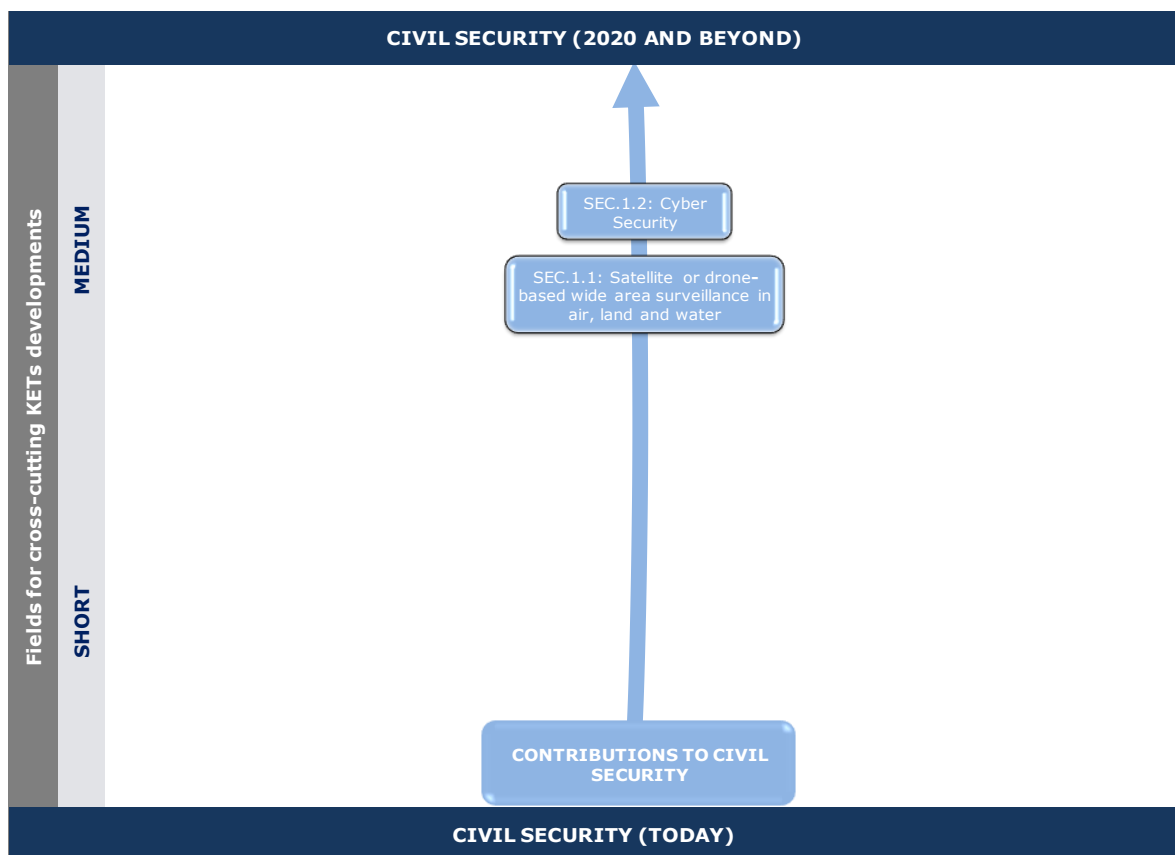 CIVIL SECURITY (2020 AND BEYOND)
Fields for cross-cutting KETs developments
MEDIUM
SEC.1.2: Cyber
Security
SEC.1.1: Satellite or drone-
based wide area surveillance in
air, land and water
SHORT
CONTRIBUTIONS TO CIVIL
SECURITY
CIVIL SECURITY (TODAY)